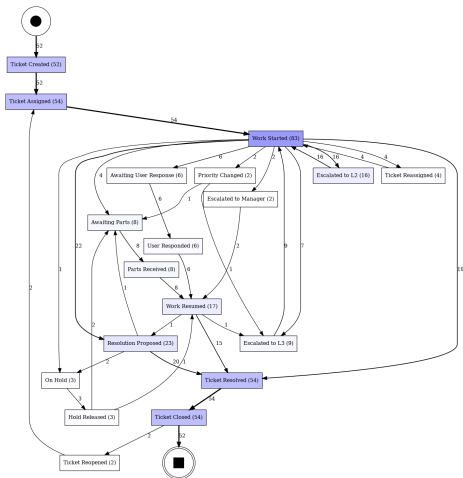 52
Ticket Created (52)
52
Ticket Assigned (54)
54
Work Started (83)
6
2
2
16
16
4
4
4
Awaiting User Response (6)
Priority Changed (2)
Escalated to L2 (16)
Ticket Reassigned (4)
Escalated to Manager (2)
6
1
Awaiting Parts (8)
User Responded (6)
8
2
22
9
7
1
1
19
Parts Received (8)
6
8
2
1
2
Work Resumed (17)
1
1
15
Resolution Proposed (23)
Escalated to L3 (9)
2
20
1
On Hold (3)
Ticket Resolved (54)
3
54
Hold Released (3)
Ticket Closed (54)
2
52
Ticket Reopened (2)